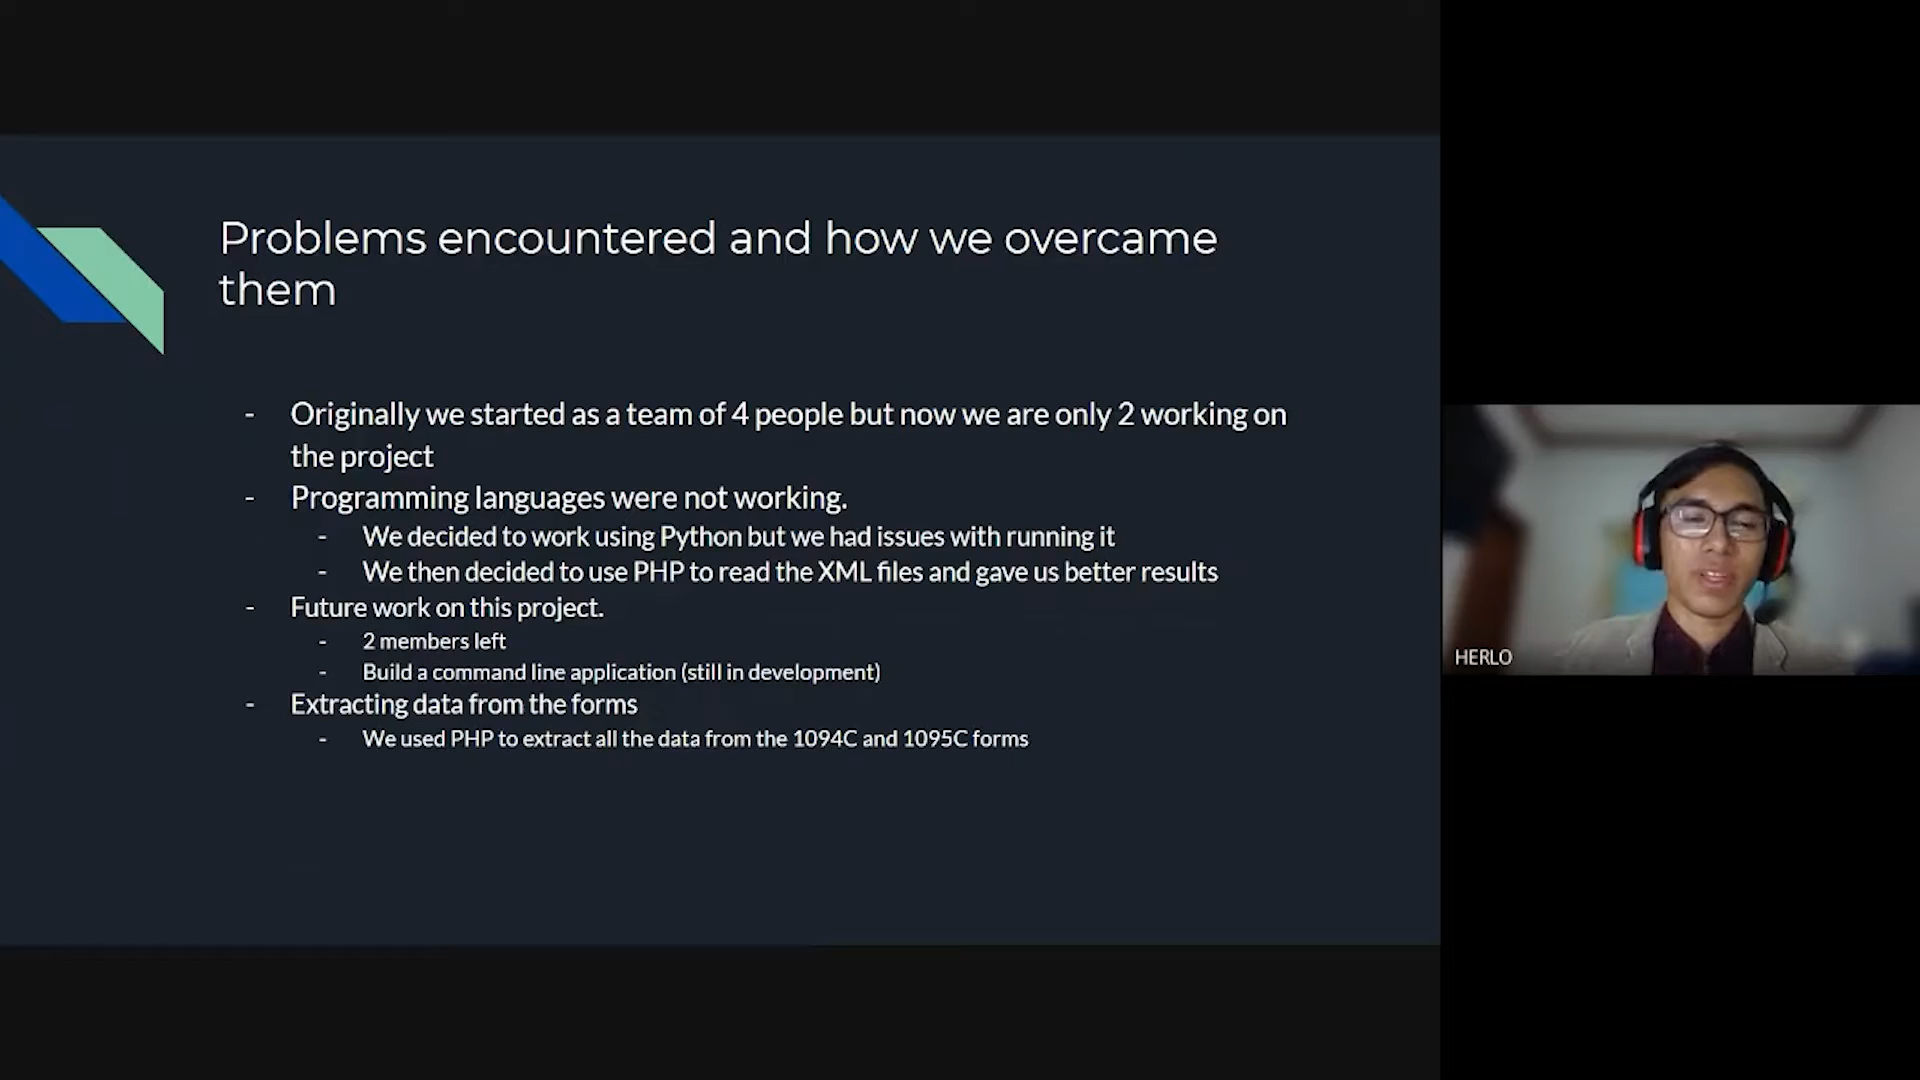 Problems encountered and how we overcame
them
- Originally we started as a team of 4 people but now we are only 2 working on
the project
- Programming languages were not working.
- We decided to work using Python but we had issues with running it
- We then decided to use PHP to read the XML files and gave us better results
- Future work on this project.
- 2 members left
- Build a command line application (still in development)
- Extracting data from the forms
- We used PHP to extract all the data from the 1094C and 1095C forms
HERLO